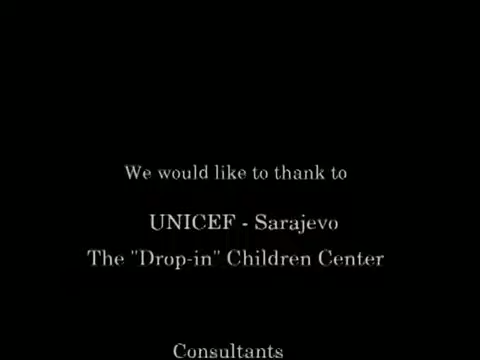 We would like to thank to
UNICEF - Sarajevo
The "Drop-in" Children Center
Consultants